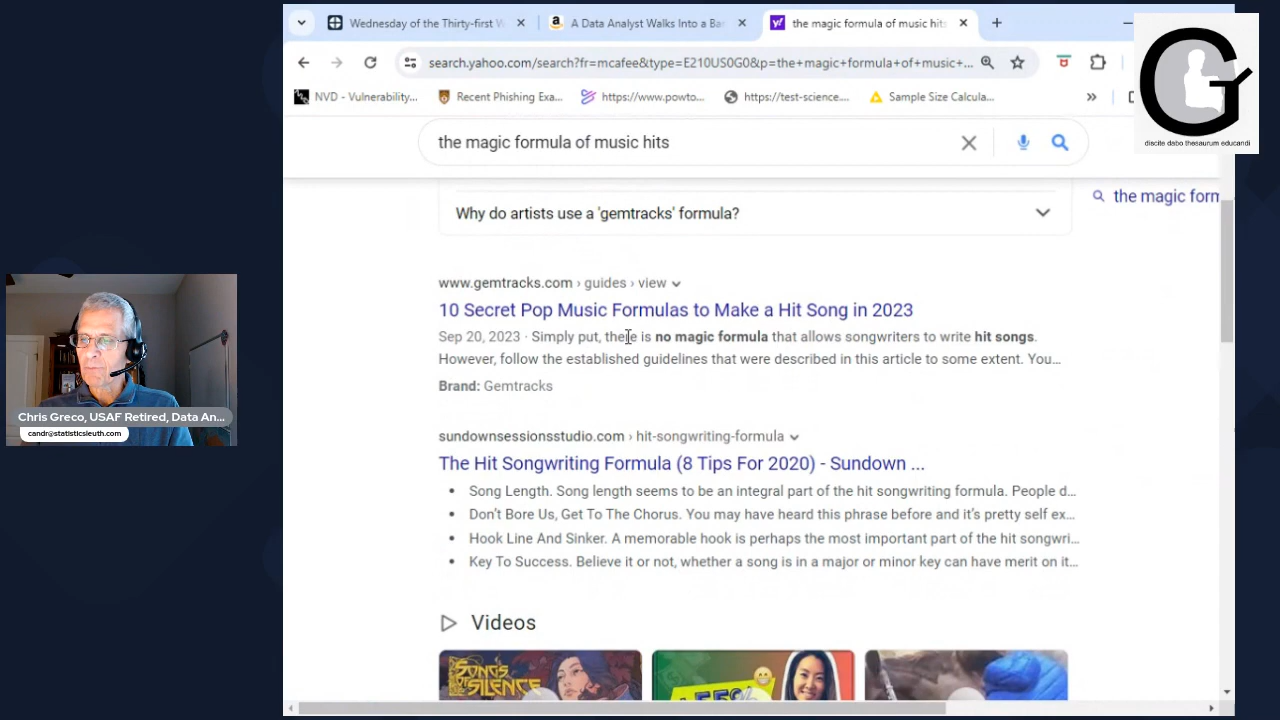 Wednesday of the Thirty-first W
A Data Analyst Walks Into a Ba
the magic formula of music hits
search.yahoo.com/search?fr=mcafee&type=E210US0G0&p=the+magic+formula+of+music+...
NVD - Vulnerability...
Recent Phishing Exa...
https://www.powto...
https://test-science....
Sample Size Calcula...
»
G
discite dabo thesaurum educandi
the magic formula of music hits
the magic form
Why do artists use a 'gemtracks' formula?
www.gemtracks.com › guides › view
10 Secret Pop Music Formulas to Make a Hit Song in 2023
Sep 20, 2023 · Simply put, there is no magic formula that allows songwriters to write hit songs.
However, follow the established guidelines that were described in this article to some extent. You...
Brand: Gemtracks
sundownsessionsstudio.com › hit-songwriting-formula
The Hit Songwriting Formula (8 Tips For 2020) - Sundown ...
• Song Length. Song length seems to be an integral part of the hit songwriting formula. People d...
• Don't Bore Us, Get To The Chorus. You may have heard this phrase before and it's pretty self ex...
• Hook Line And Sinker. A memorable hook is perhaps the most important part of the hit songwri...
• Key To Success. Believe it or not, whether a song is in a major or minor key can have merit on it...
Videos
SONGS OF SILENCE
55%
Chris Greco, USAF Retired, Data An...
candr@statisticsleuth.com